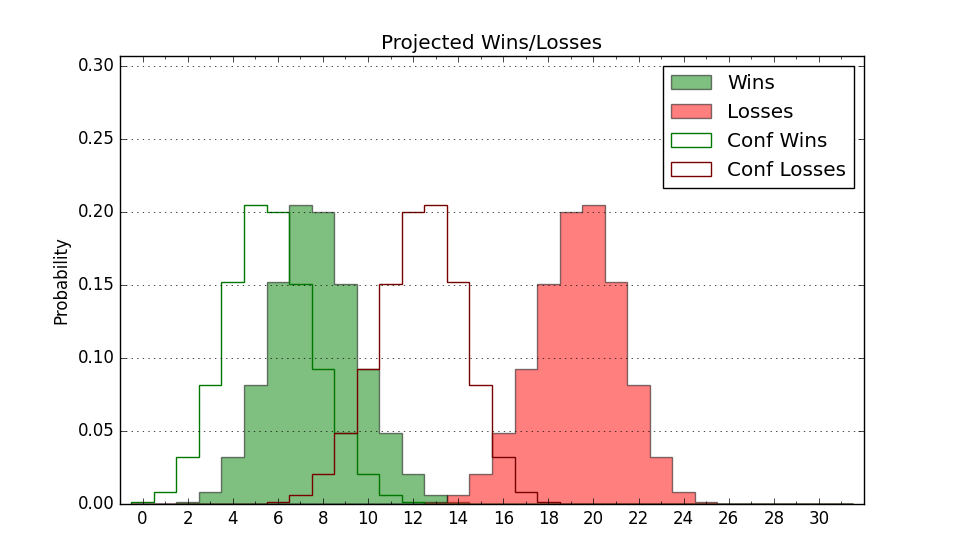 Projected Wins/Losses
0.30
0.25
0.20
0.15
0.10
0.05
0.00
Probability
Wins
Losses
Conf Wins
Conf Losses
0 2 4 6 8 10 12 14 16 18 20 22 24 26 28 30